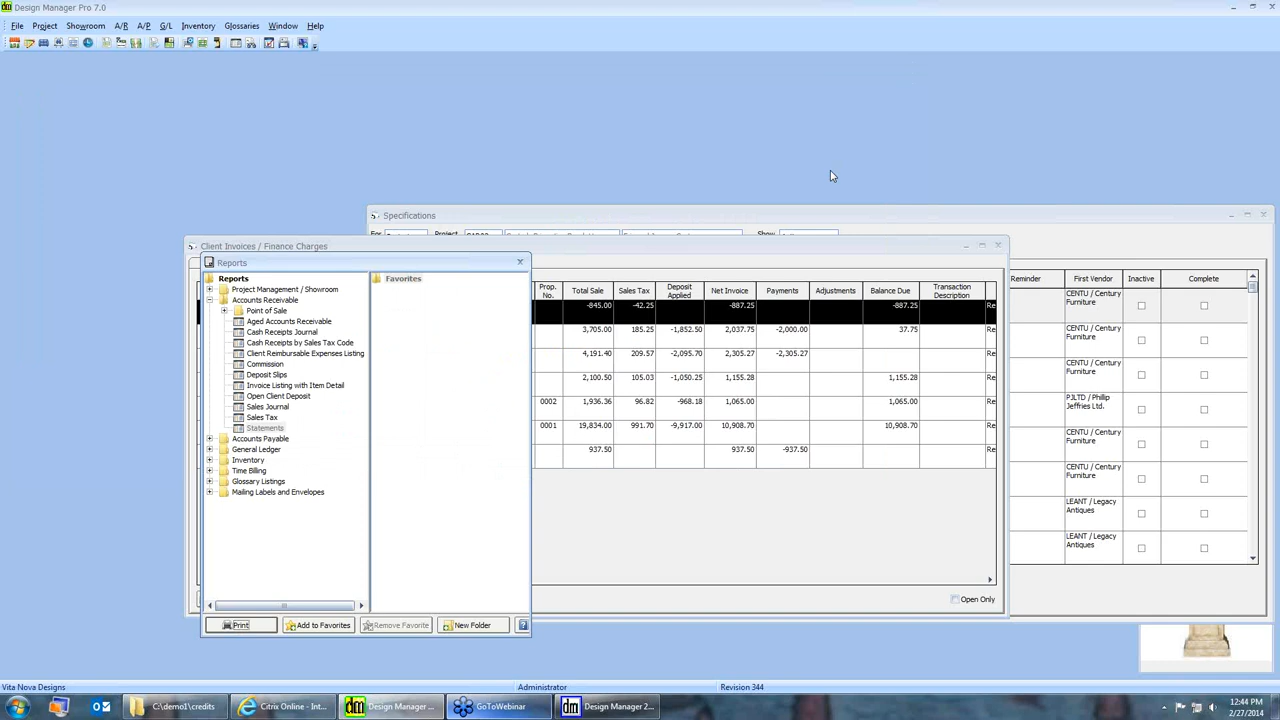 Design Manager Pro 7.0
File Project Showroom A/R A/P G/L Inventory Glossaries Window Help
Specifications
Project Show
Client Invoices / Finance Charges
Reports
Reports
Project Management / Showroom
Accounts Receivable
Point of Sale
Aged Accounts Receivable
Cash Receipts Journal
Cash Receipts by Sales Tax Code
Client Reimbursable Expenses Listing
Commission
Deposit Slips
Invoice Listing with Item Detail
Open Client Deposit
Sales Journal
Sales Tax
Statements
Accounts Payable
General Ledger
Inventory
Time Billing
Glossary Listings
Mailing Labels and Envelopes
Favorites
Print Add to Favorites Remove Favorite New Folder
Prop. No. Total Sale Sales Tax Deposit Applied Net Invoice Payments Adjustments Balance Due Transaction Description
-845.00 -42.25 -887.25 -887.25 Re
3,705.00 185.25 -1,852.50 2,037.75 -2,000.00 37.75 Re
4,191.40 209.57 -2,095.70 2,305.27 -2,305.27 Re
2,100.50 105.03 -1,050.25 1,155.28 1,155.28 Re
0002 1,936.36 96.82 -968.18 1,065.00 1,065.00 Re
0001 19,834.00 991.70 -9,917.00 10,908.70 10,908.70 Re
937.50 937.50 -937.50 Re
Open Only
Reminder First Vendor Inactive Complete
CENTU / Century
Furniture
CENTU / Century
Furniture
CENTU / Century
Furniture
PJLTD / Phillip
Jeffries Ltd.
CENTU / Century
Furniture
CENTU / Century
Furniture
LEANT / Legacy
Antiques
LEANT / Legacy
Antiques
Vita Nova Designs Administrator Revision 344
C:\demo1\credits Citrix Online - Int... Design Manager ... GoToWebinar Design Manager 2...
12:44 PM
2/27/2014